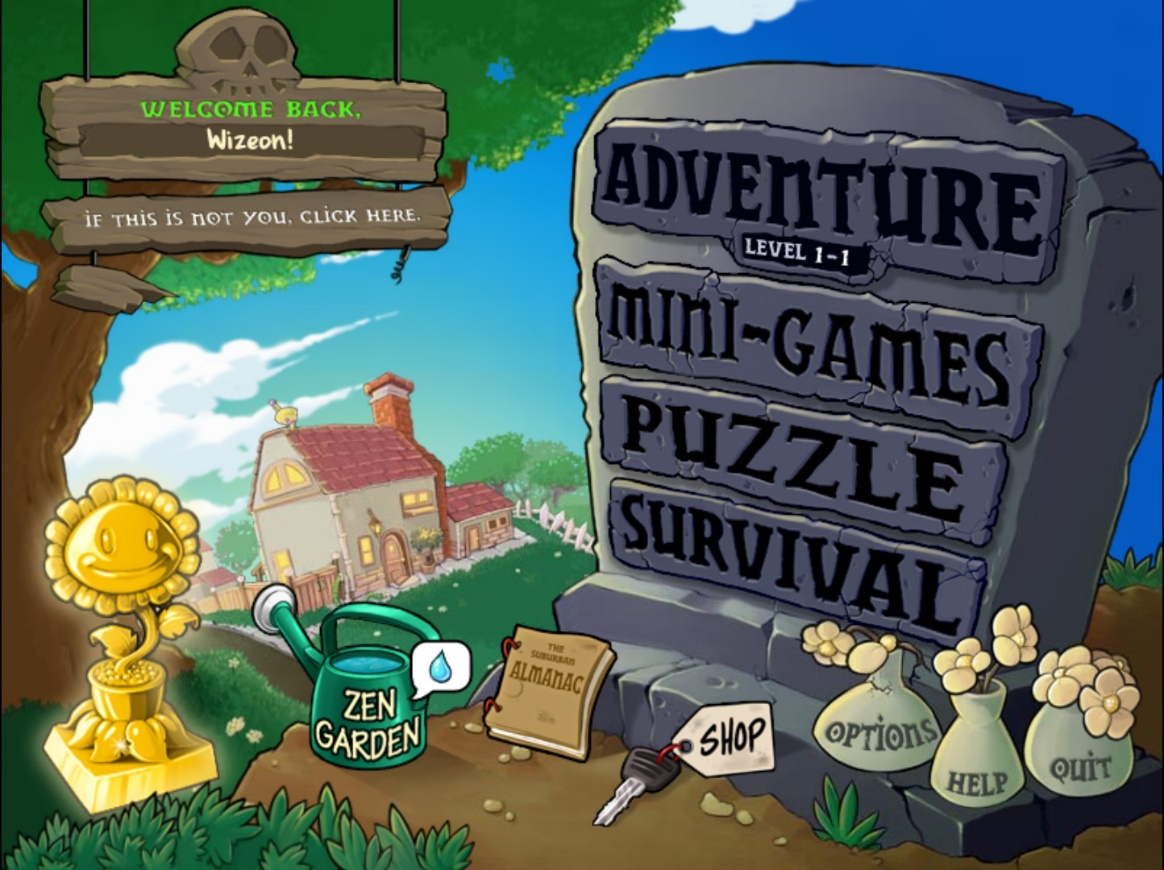 WELCOME BACK,
Wizeon!
IF THIS IS NOT YOU, CLICK HERE.
ADVENTURE
LEVEL 1-1
MINI-GAMES
PUZZLE
SURVIVAL
ZEN
GARDEN
THE
SUBURBAN
ALMANAC
SHOP
OPTIONS
HELP
QUIT